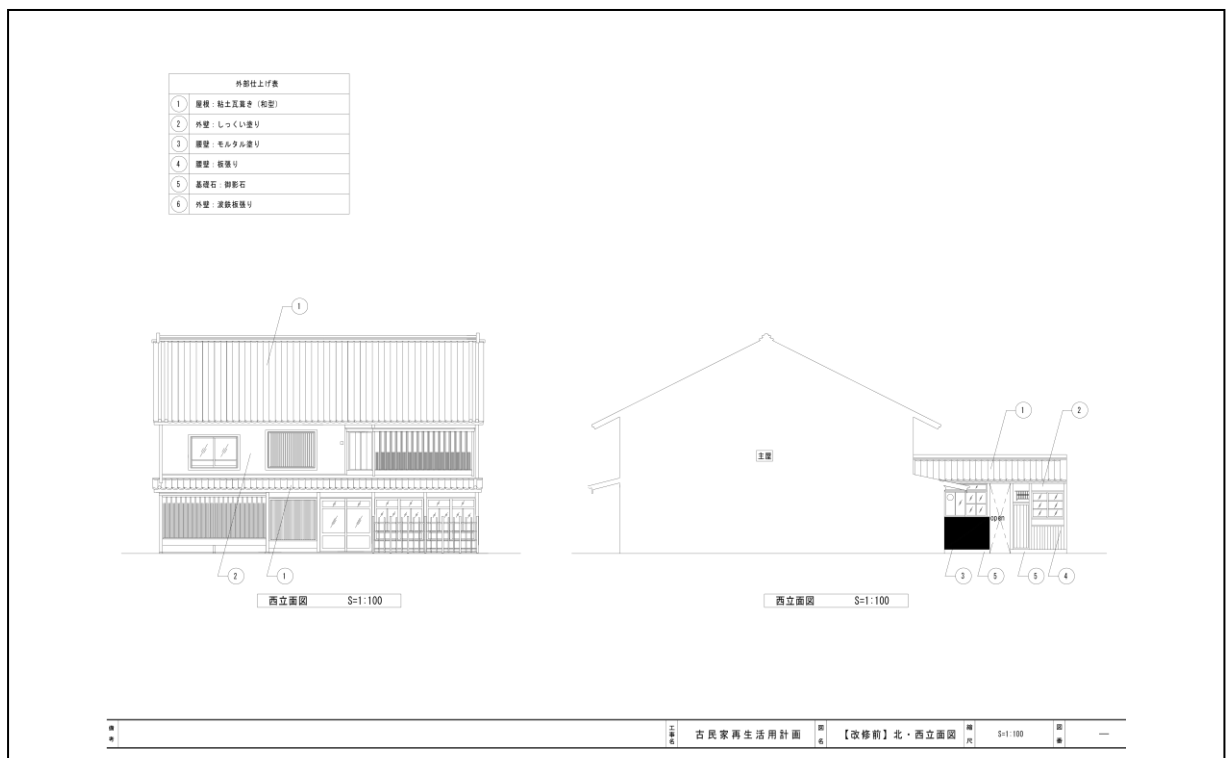 外部仕上げ表
1 屋根：粘土瓦葺き（和型）
2 外壁：しっくい塗り
3 腰壁：モルタル塗り
4 腰壁：板張り
5 基礎石：御影石
6 外壁：波鉄板張り
1
1
2
主屋
open
2
1
3
5
5
4
西立面図 S=1:100
西立面図 S=1:100
備考
工事名 古民家再生活用計画 図名 【改修前】北・西立面図 縮尺 S=1:100 図番 —